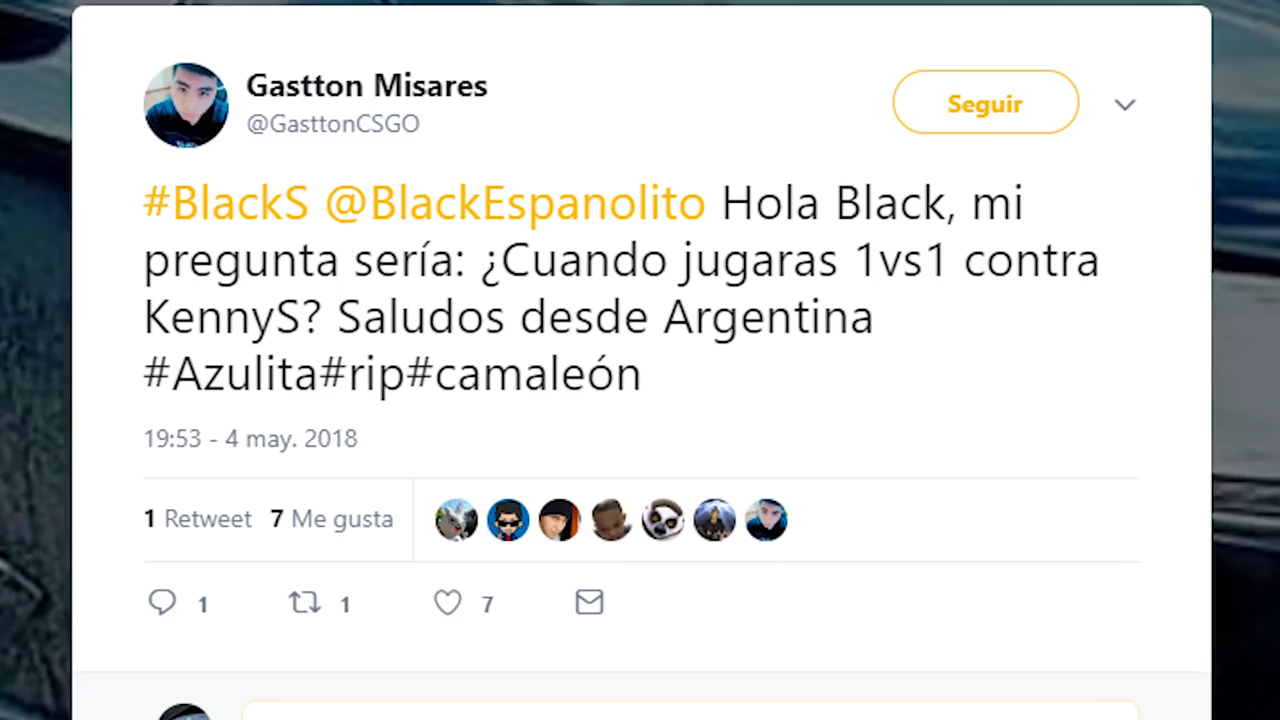 Gastton Misares
@GasttonCSGO
Seguir
#BlackS @BlackEspanolito Hola Black, mi
pregunta sería: ¿Cuando jugaras 1vs1 contra
KennyS? Saludos desde Argentina
#Azulita#rip#camaleón
19:53 - 4 may. 2018
1 Retweet 7 Me gusta
1 1 7